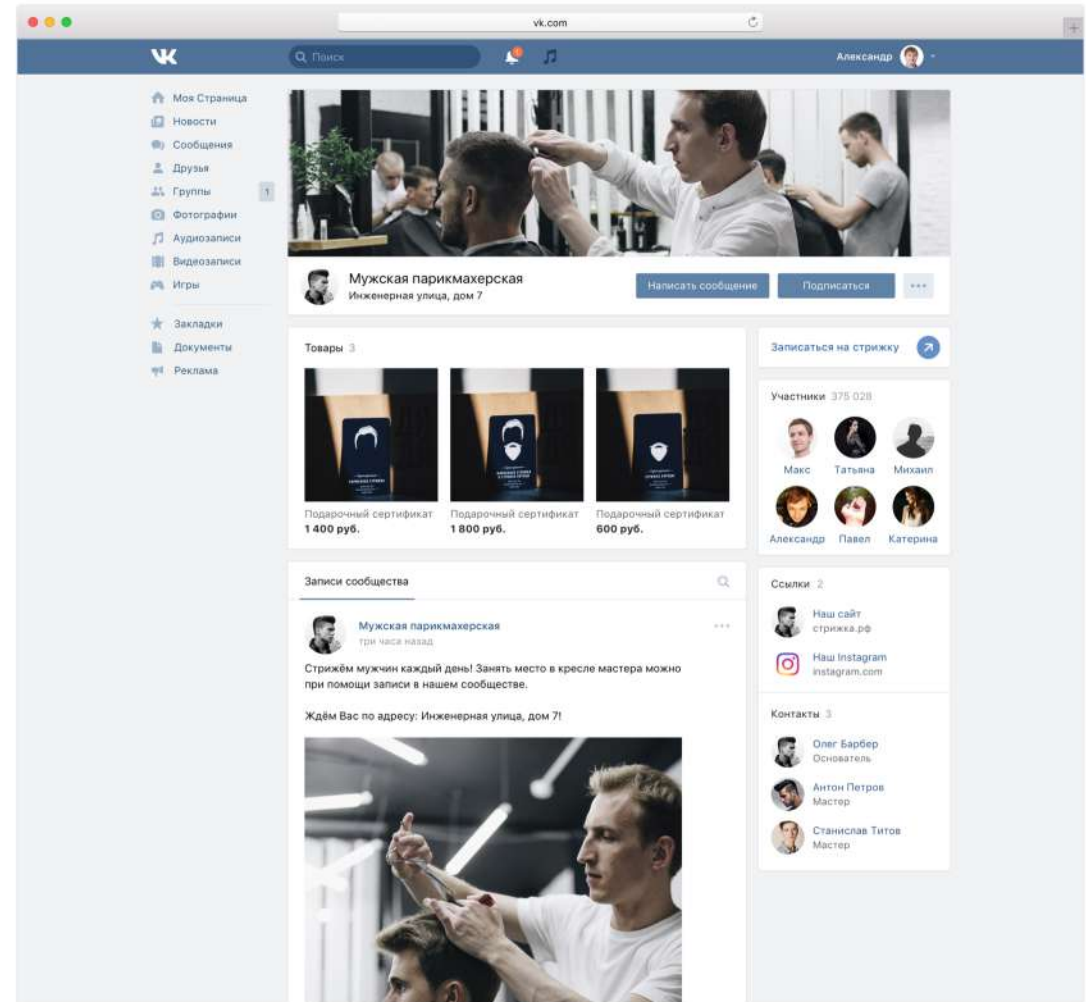 vk.com
Поиск
1
Александр
Моя Страница
Новости
Сообщения
Друзья
Группы 1
Фотографии
Аудиозаписи
Видеозаписи
Игры
Закладки
Документы
Реклама
Мужская парикмахерская
Инженерная улица, дом 7
Написать сообщение
Подписаться
Товары 3
Подарочный сертификат
1 400 руб.
Подарочный сертификат
1 800 руб.
Подарочный сертификат
600 руб.
Записи сообщества
Мужская парикмахерская
три часа назад
Стрижём мужчин каждый день! Занять место в кресле мастера можно
при помощи записи в нашем сообществе.
Ждём Вас по адресу: Инженерная улица, дом 7!
Записаться на стрижку
Участники 375 028
Макс Татьяна Михаил
Александр Павел Катерина
Ссылки 2
Наш сайт
стрижка.рф
Наш Instagram
instagram.com
Контакты 3
Олег Барбер
Основатель
Антон Петров
Мастер
Станислав Титов
Мастер